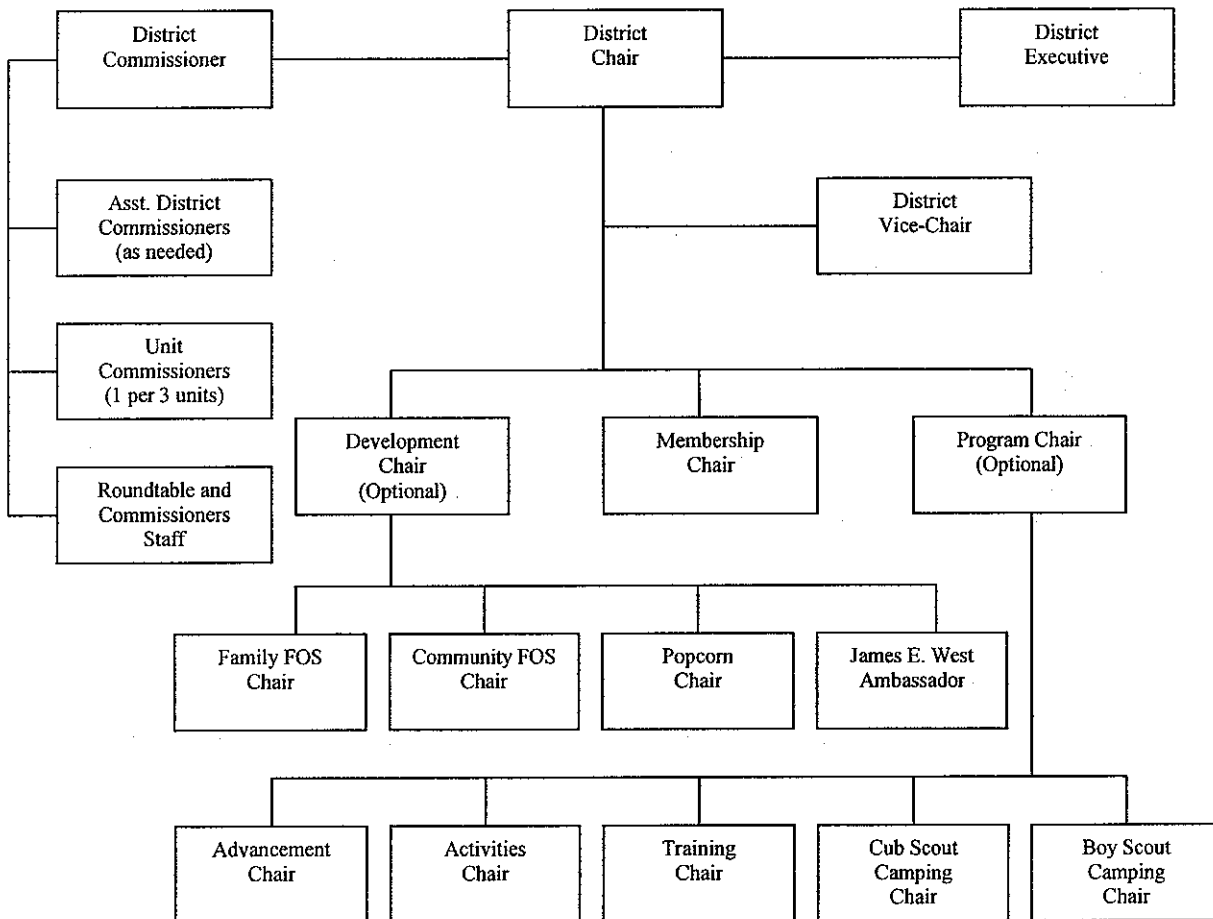 District
Commissioner
District
Chair
District
Executive
Asst. District
Commissioners
(as needed)
District
Vice-Chair
Unit
Commissioners
(1 per 3 units)
Development
Chair
(Optional)
Membership
Chair
Program Chair
(Optional)
Roundtable and
Commissioners
Staff
Family FOS
Chair
Community FOS
Chair
Popcorn
Chair
James E. West
Ambassador
Advancement
Chair
Activities
Chair
Training
Chair
Cub Scout
Camping
Chair
Boy Scout
Camping
Chair